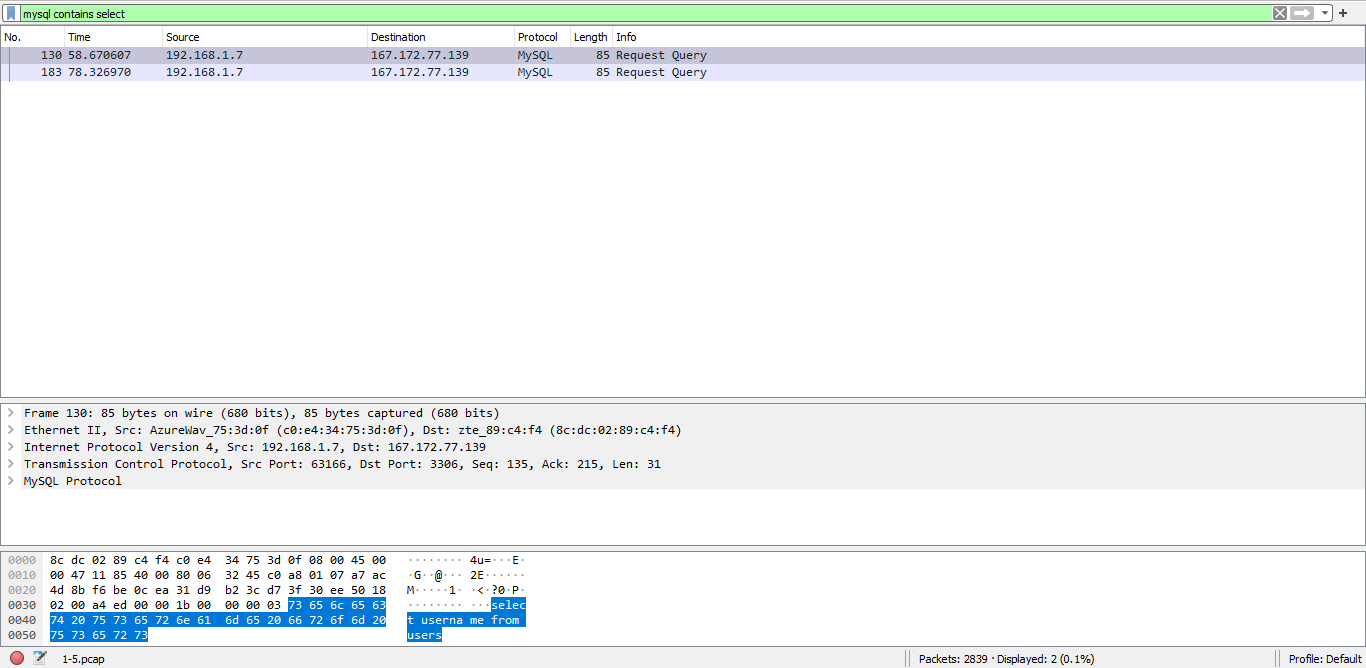 mysql contains select
No. Time Source Destination Protocol Length Info
130 58.670607 192.168.1.7 167.172.77.139 MySQL 85 Request Query
183 78.326970 192.168.1.7 167.172.77.139 MySQL 85 Request Query
Frame 130: 85 bytes on wire (680 bits), 85 bytes captured (680 bits)
Ethernet II, Src: AzureWav_75:3d:0f (c0:e4:34:75:3d:0f), Dst: zte_89:c4:f4 (8c:dc:02:89:c4:f4)
Internet Protocol Version 4, Src: 192.168.1.7, Dst: 167.172.77.139
Transmission Control Protocol, Src Port: 63166, Dst Port: 3306, Seq: 135, Ack: 215, Len: 31
MySQL Protocol
0000 8c dc 02 89 c4 f4 c0 e4 34 75 3d 0f 08 00 45 00 ········ 4u=···E·
0010 00 47 11 85 40 00 80 06 32 45 c0 a8 01 07 a7 ac ·G··@··· 2E······
0020 4d 8b f6 be 0c ea 31 d9 b2 3c d7 3f 30 ee 50 18 M·····1· ·<·?0·P·
0030 02 00 a4 ed 00 00 1b 00 00 00 03 73 65 6c 65 63 ········ ···selec
0040 74 20 75 73 65 72 6e 61 6d 65 20 66 72 6f 6d 20 t userna me from
0050 75 73 65 72 73 users
1-5.pcap Packets: 2839 · Displayed: 2 (0.1%) Profile: Default